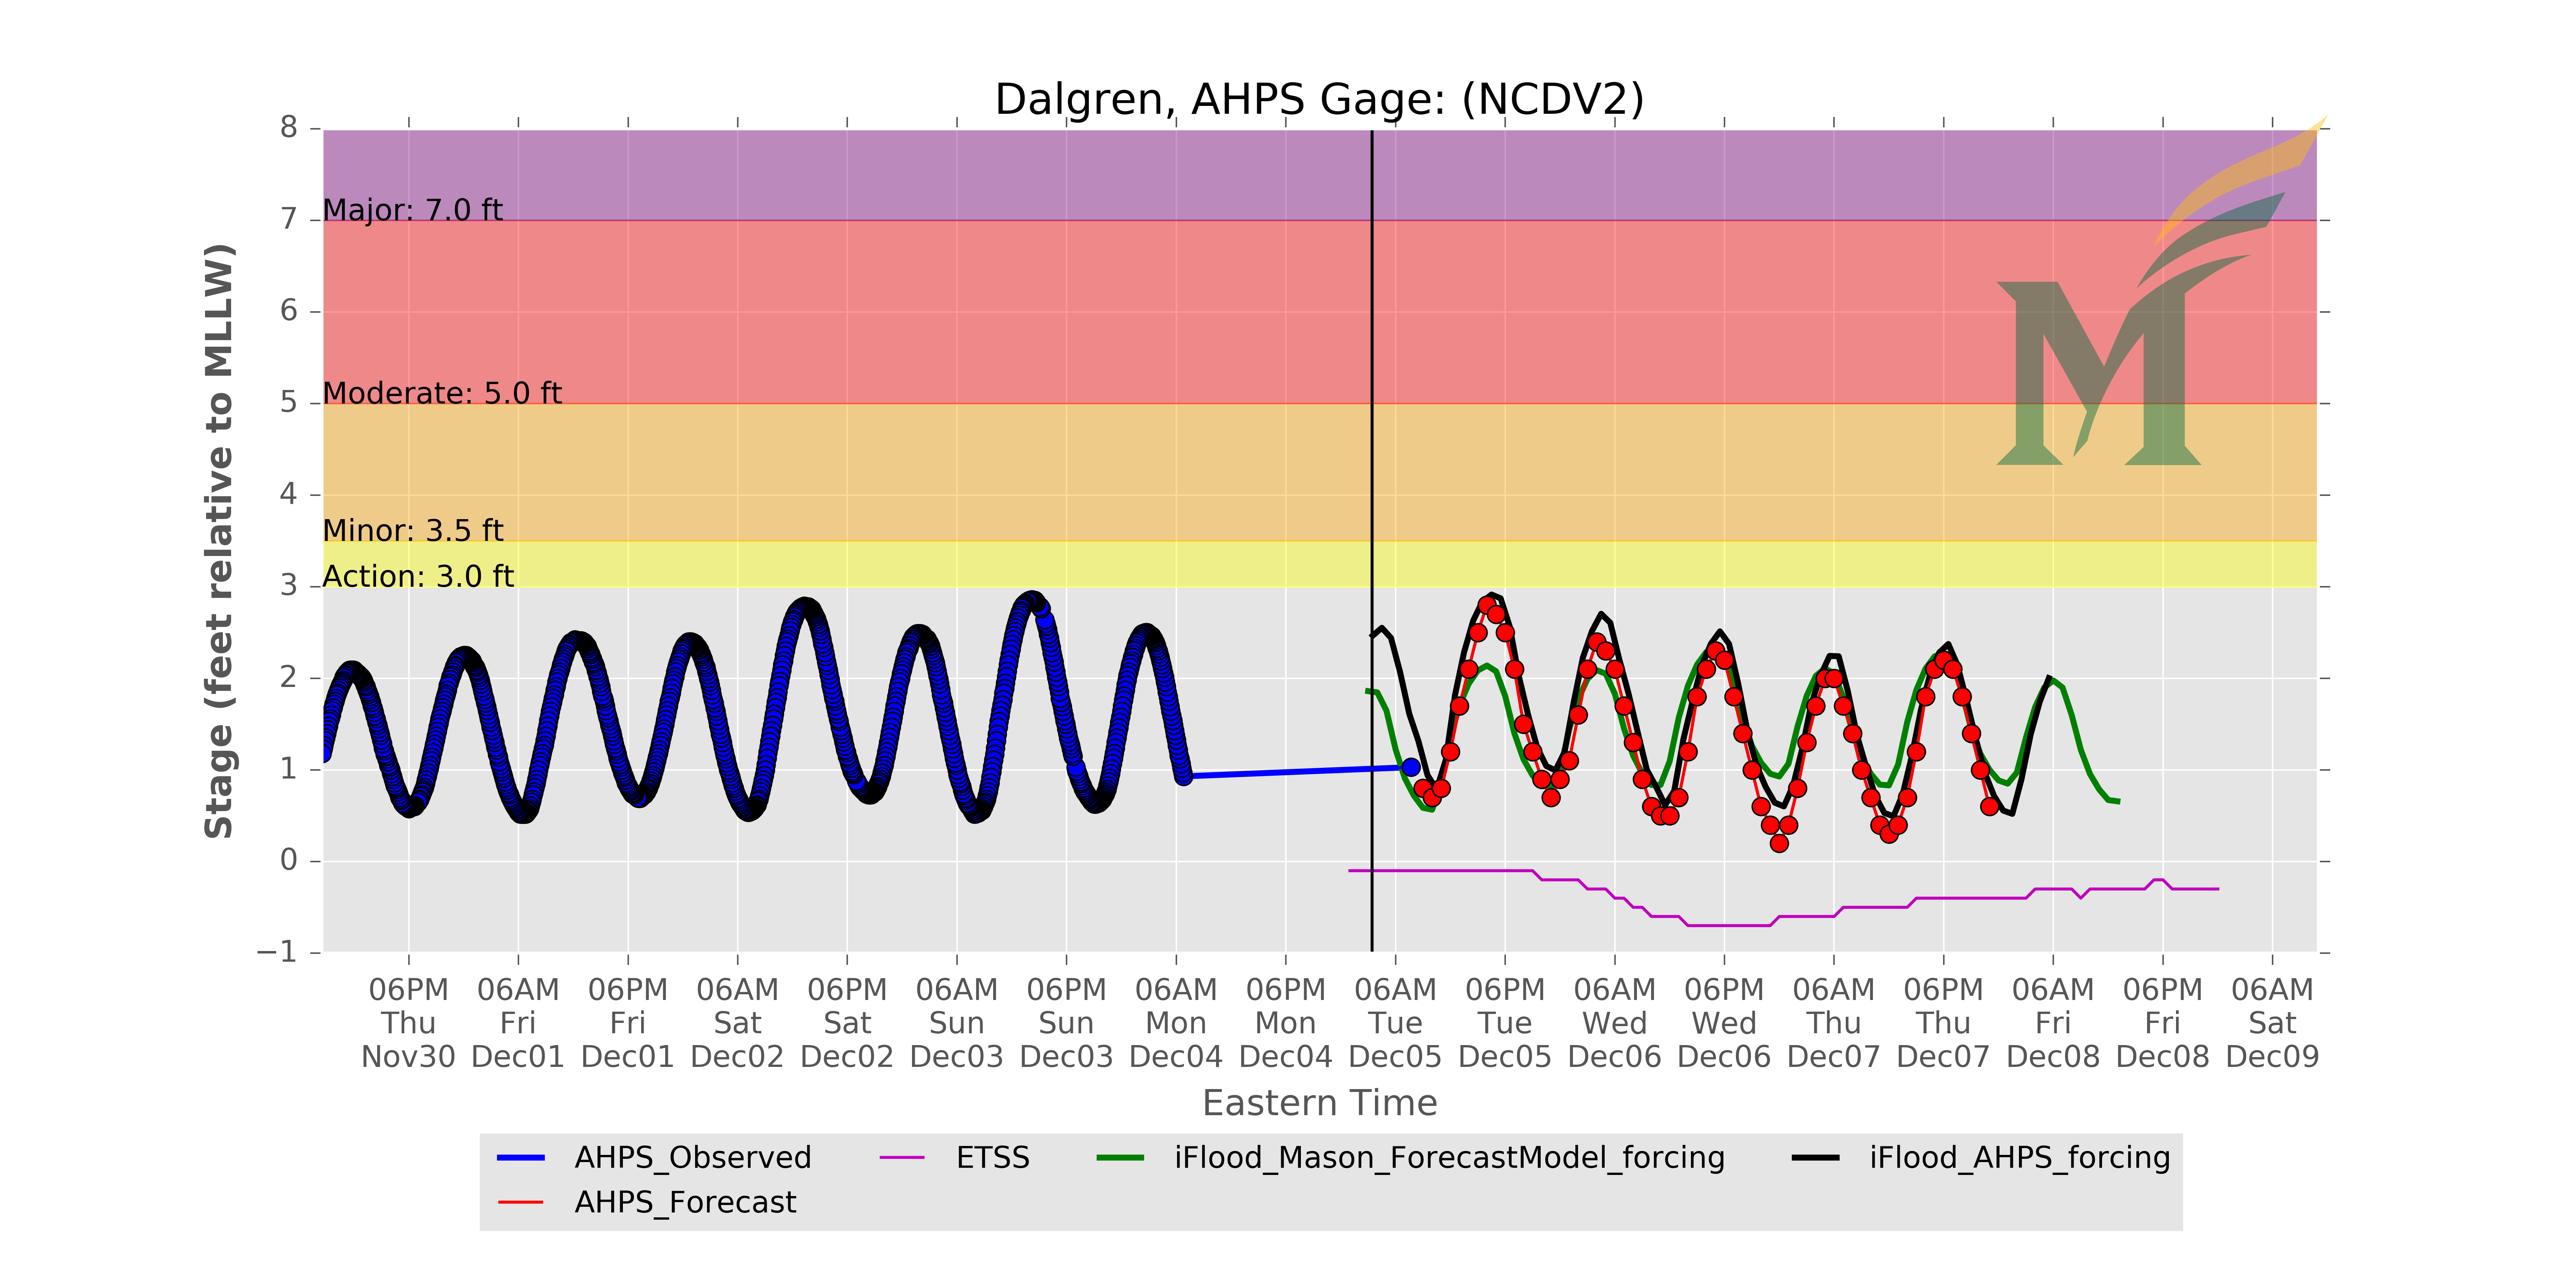 Dalgren, AHPS Gage: (NCDV2)
8
7
6
5
4
3
2
1
0
−1
Stage (feet relative to MLLW)
Major: 7.0 ft
Moderate: 5.0 ft
Minor: 3.5 ft
Action: 3.0 ft
M
06PM 06AM 06PM 06AM 06PM 06AM 06PM 06AM 06PM 06AM 06PM 06AM 06PM 06AM 06PM 06AM 06PM 06AM
Thu Fri Fri Sat Sat Sun Sun Mon Mon Tue Tue Wed Wed Thu Thu Fri Fri Sat
Nov30 Dec01 Dec01 Dec02 Dec02 Dec03 Dec03 Dec04 Dec04 Dec05 Dec05 Dec06 Dec06 Dec07 Dec07 Dec08 Dec08 Dec09
Eastern Time
AHPS_Observed ETSS iFlood_Mason_ForecastModel_forcing iFlood_AHPS_forcing
AHPS_Forecast